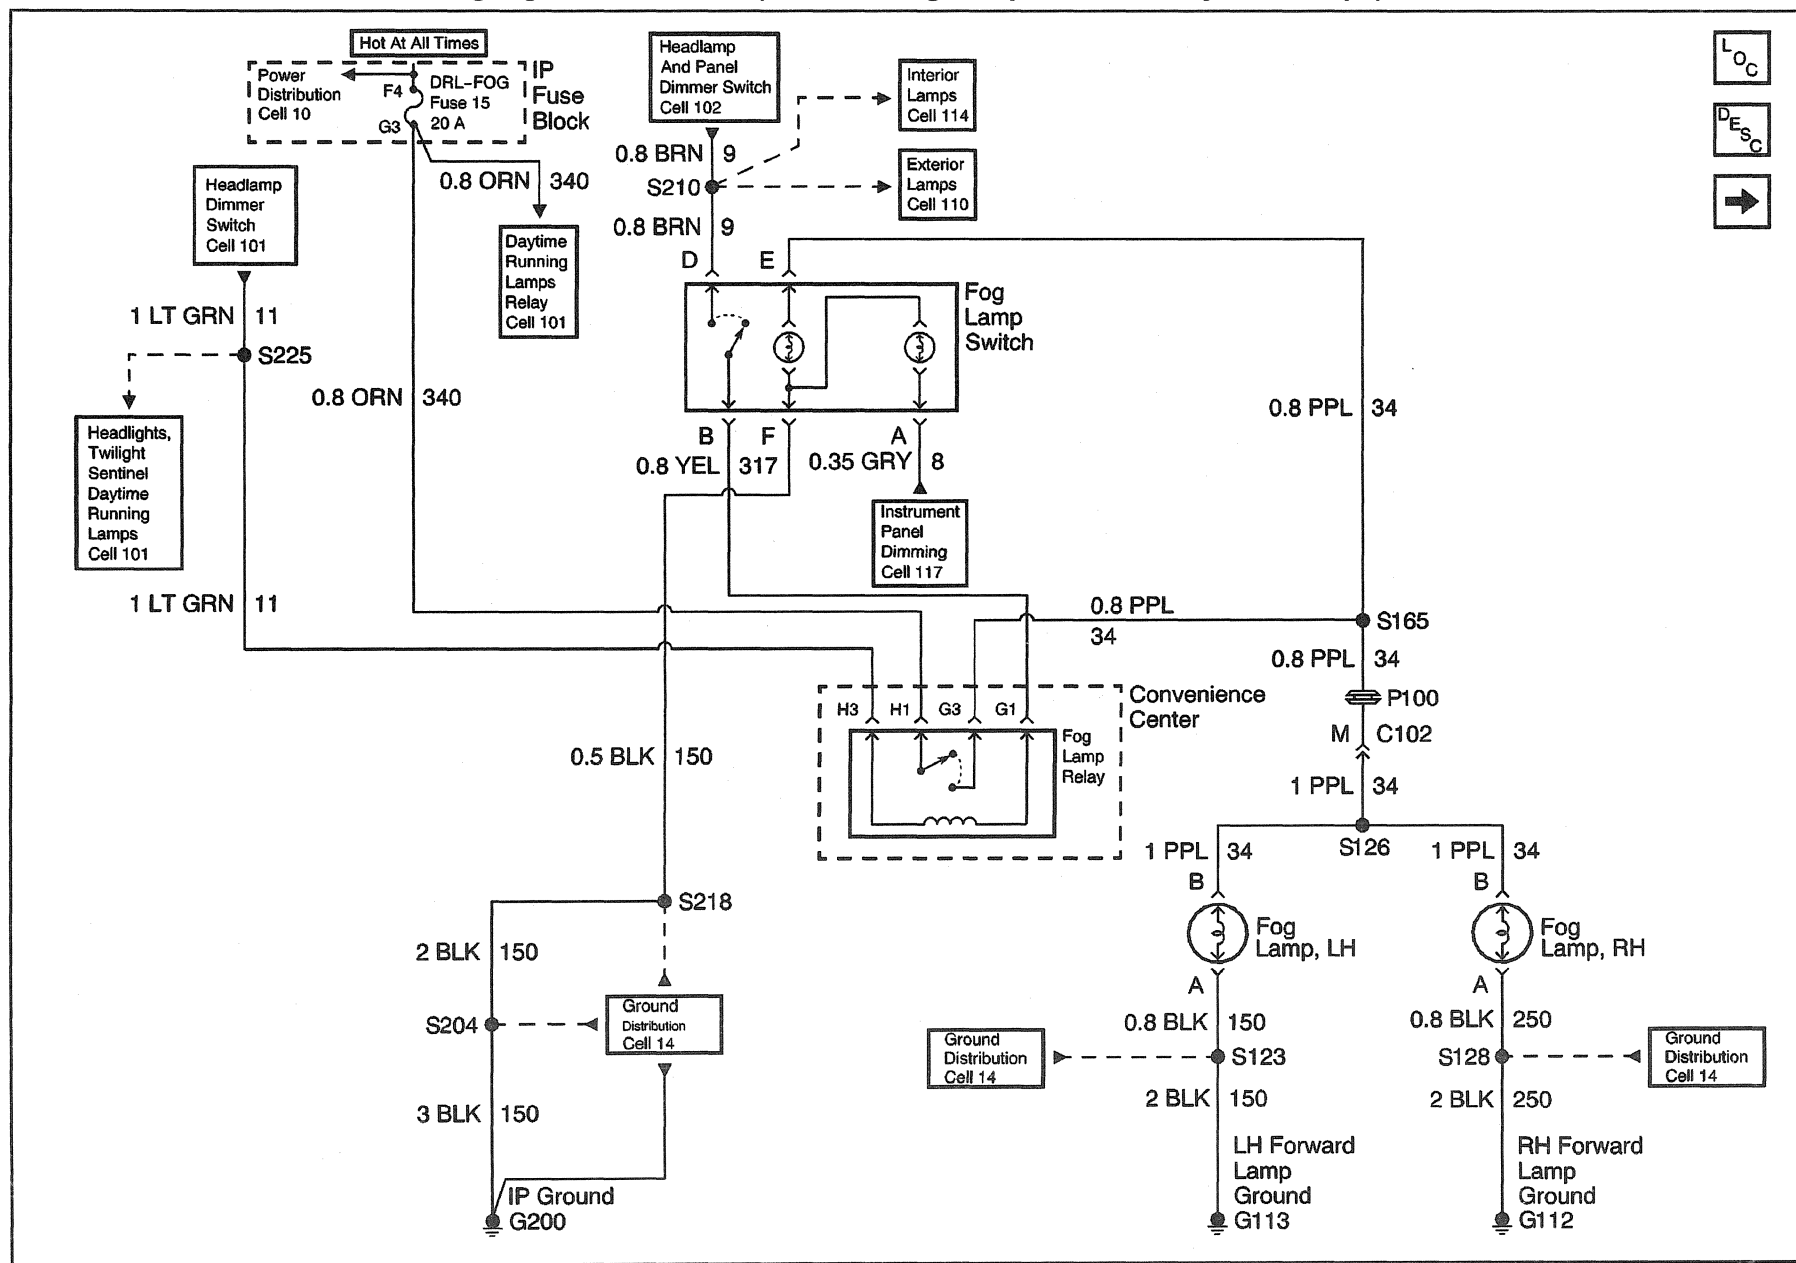 Hot At All Times
Power
Distribution
Cell 10
F4
G3
DRL-FOG
Fuse 15
20 A
IP
Fuse
Block
Headlamp
And Panel
Dimmer Switch
Cell 102
Interior
Lamps
Cell 114
Exterior
Lamps
Cell 110
LOC
DESC
0.8 BRN 9
S210
0.8 BRN 9
Headlamp
Dimmer
Switch
Cell 101
0.8 ORN 340
Daytime
Running
Lamps
Relay
Cell 101
D E
Fog
Lamp
Switch
1 LT GRN 11
S225
0.8 ORN 340
0.8 PPL 34
Headlights,
Twilight
Sentinel
Daytime
Running
Lamps
Cell 101
B F A
0.8 YEL 317
0.35 GRY 8
Instrument
Panel
Dimming
Cell 117
1 LT GRN 11
0.8 PPL
34
S165
0.8 PPL 34
P100
M C102
1 PPL 34
Convenience
Center
H3 H1 G3 G1
Fog
Lamp
Relay
0.5 BLK 150
S126
1 PPL 34
1 PPL 34
B
B
Fog
Lamp, LH
Fog
Lamp, RH
A
A
S218
2 BLK 150
S204
Ground
Distribution
Cell 14
3 BLK 150
IP Ground
G200
0.8 BLK 150
0.8 BLK 250
Ground
Distribution
Cell 14
S123
S128
Ground
Distribution
Cell 14
2 BLK 150
2 BLK 250
LH Forward
Lamp
Ground
G113
RH Forward
Lamp
Ground
G112